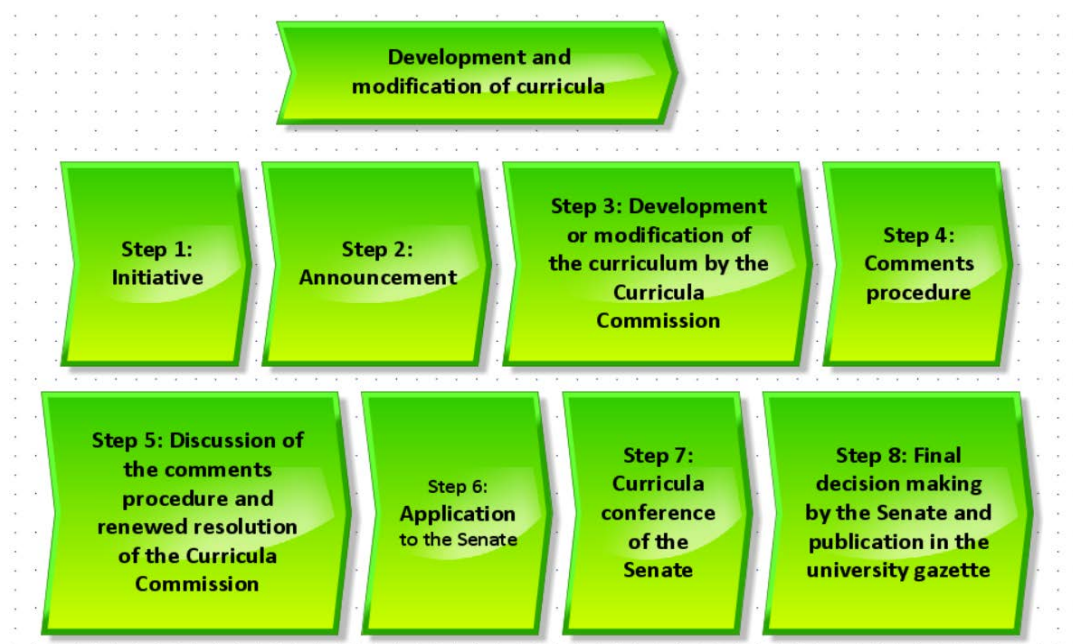 Development and
modification of curricula
Step 1:
Initiative
Step 2:
Announcement
Step 3: Development
or modification of
the curriculum by the
Curricula
Commission
Step 4:
Comments
procedure
Step 5: Discussion of
the comments
procedure and
renewed resolution
of the Curricula
Commission
Step 6:
Application
to the Senate
Step 7:
Curricula
conference
of the
Senate
Step 8: Final
decision making
by the Senate and
publication in the
university gazette